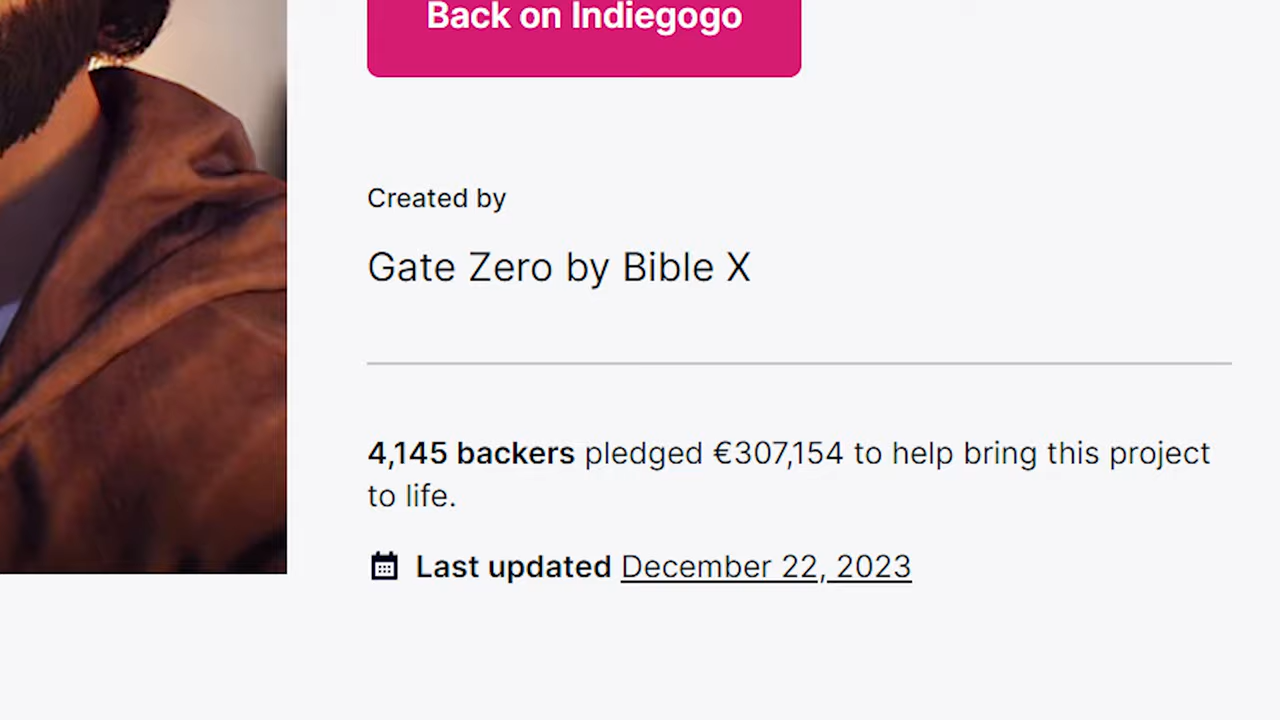 Back on Indiegogo
Created by
Gate Zero by Bible X
4,145 backers pledged €307,154 to help bring this project
to life.
Last updated December 22, 2023